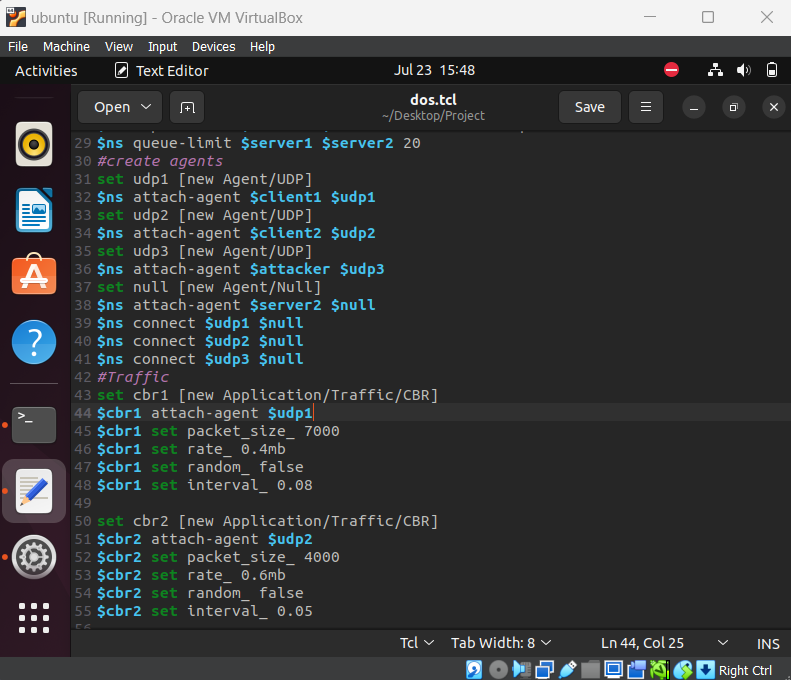 ubuntu [Running] - Oracle VM VirtualBox
File Machine View Input Devices Help
Activities Text Editor Jul 23 15:48
Open dos.tcl Save
~/Desktop/Project
29 $ns queue-limit $server1 $server2 20
30 #create agents
31 set udp1 [new Agent/UDP]
32 $ns attach-agent $client1 $udp1
33 set udp2 [new Agent/UDP]
34 $ns attach-agent $client2 $udp2
35 set udp3 [new Agent/UDP]
36 $ns attach-agent $attacker $udp3
37 set null [new Agent/Null]
38 $ns attach-agent $server2 $null
39 $ns connect $udp1 $null
40 $ns connect $udp2 $null
41 $ns connect $udp3 $null
42 #Traffic
43 set cbr1 [new Application/Traffic/CBR]
44 $cbr1 attach-agent $udp1
45 $cbr1 set packet_size_ 7000
46 $cbr1 set rate_ 0.4mb
47 $cbr1 set random_ false
48 $cbr1 set interval_ 0.08
49
50 set cbr2 [new Application/Traffic/CBR]
51 $cbr2 attach-agent $udp2
52 $cbr2 set packet_size_ 4000
53 $cbr2 set rate_ 0.6mb
54 $cbr2 set random_ false
55 $cbr2 set interval_ 0.05
Tcl Tab Width: 8 Ln 44, Col 25 INS
Right Ctrl